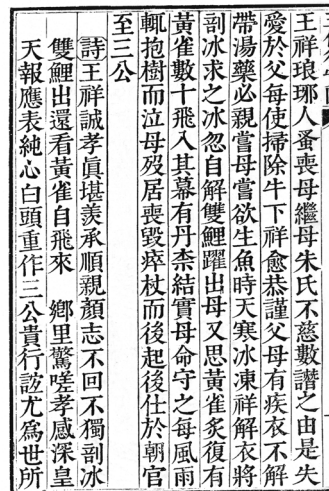 王祥琅琊人蚤喪母繼母朱氏不慈數譖之由是失
愛於父每使掃除牛下祥愈恭謹父母有疾衣不解
帶湯藥必親嘗母嘗欲生魚時天寒冰凍祥解衣將
剖冰求之冰忽自解雙鯉躍出母又思黃雀炙復有
黃雀數十飛入其幕有丹柰結實母命守之每風雨
輒抱樹而泣母歿居喪毀瘁杖而後起後仕於朝官
至三公
詩王祥誠孝眞堪羨承順親顏志不回不獨剖冰
雙鯉出還看黃雀自飛來 鄉里驚嗟孝感深皇
天報應表純心白頭重作三公貴行誼尤爲世所